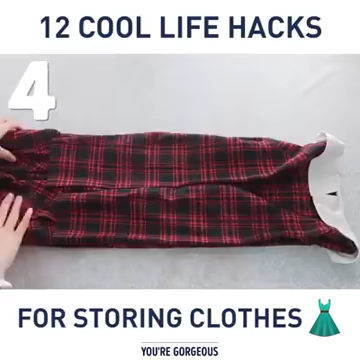 12 COOL LIFE HACKS
4
FOR STORING CLOTHES
YOU'RE GORGEOUS